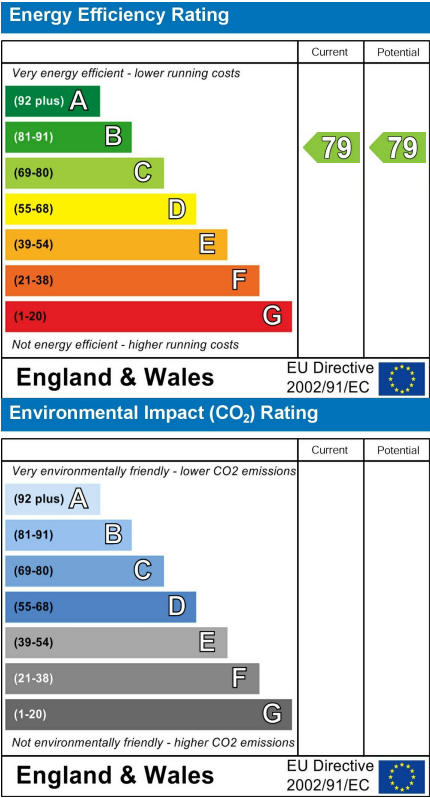 Energy Efficiency Rating
Current Potential
Very energy efficient - lower running costs
(92 plus) A
(81-91) B
79 79
(69-80) C
(55-68) D
(39-54) E
(21-38) F
(1-20) G
Not energy efficient - higher running costs
England & Wales
EU Directive
2002/91/EC
Environmental Impact (CO₂) Rating
Current Potential
Very environmentally friendly - lower CO2 emissions
(92 plus) A
(81-91) B
(69-80) C
(55-68) D
(39-54) E
(21-38) F
(1-20) G
Not environmentally friendly - higher CO2 emissions
England & Wales
EU Directive
2002/91/EC